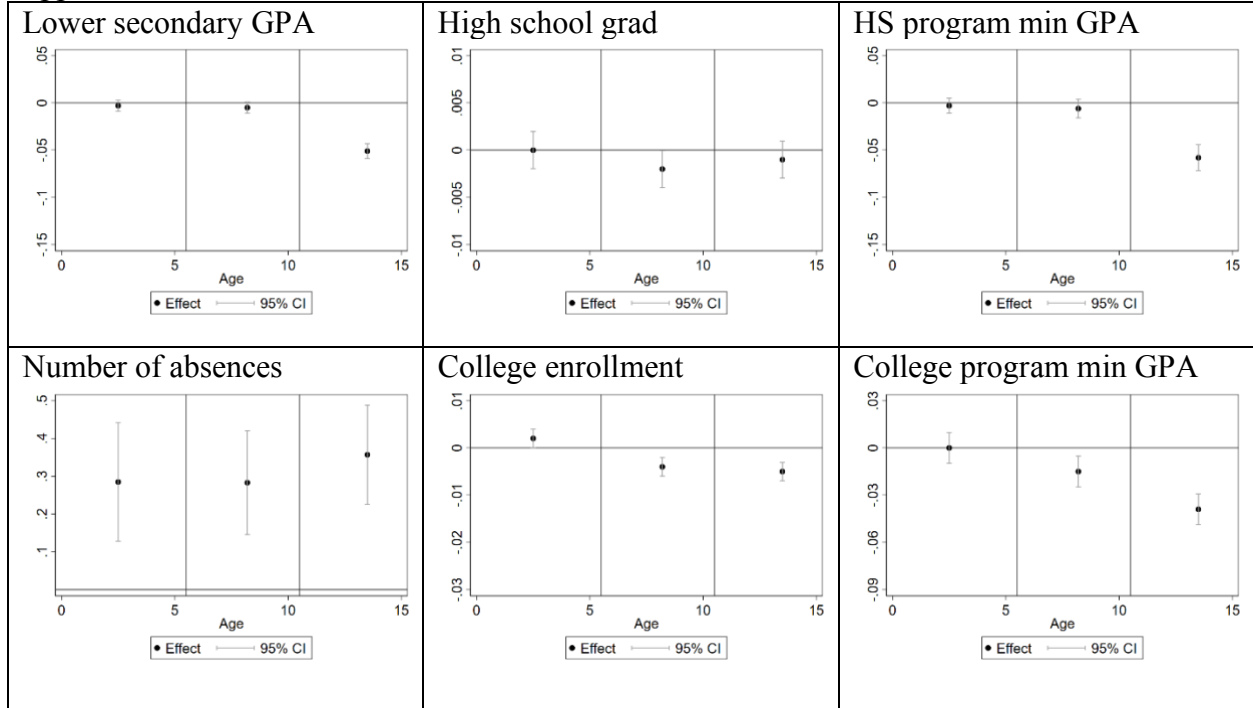 Lower secondary GPA
.05
0
-.05
-.1
-.15
0 5 10 15
Age
Effect 95% CI
High school grad
.01
.005
0
-.005
-.01
0 5 10 15
Age
Effect 95% CI
HS program min GPA
.05
0
-.05
-.1
-.15
0 5 10 15
Age
Effect 95% CI
Number of absences
.5
.4
.3
.2
.1
0 5 10 15
Age
Effect 95% CI
College enrollment
.01
0
-.01
-.02
-.03
0 5 10 15
Age
Effect 95% CI
College program min GPA
.03
0
-.03
-.06
-.09
0 5 10 15
Age
Effect 95% CI